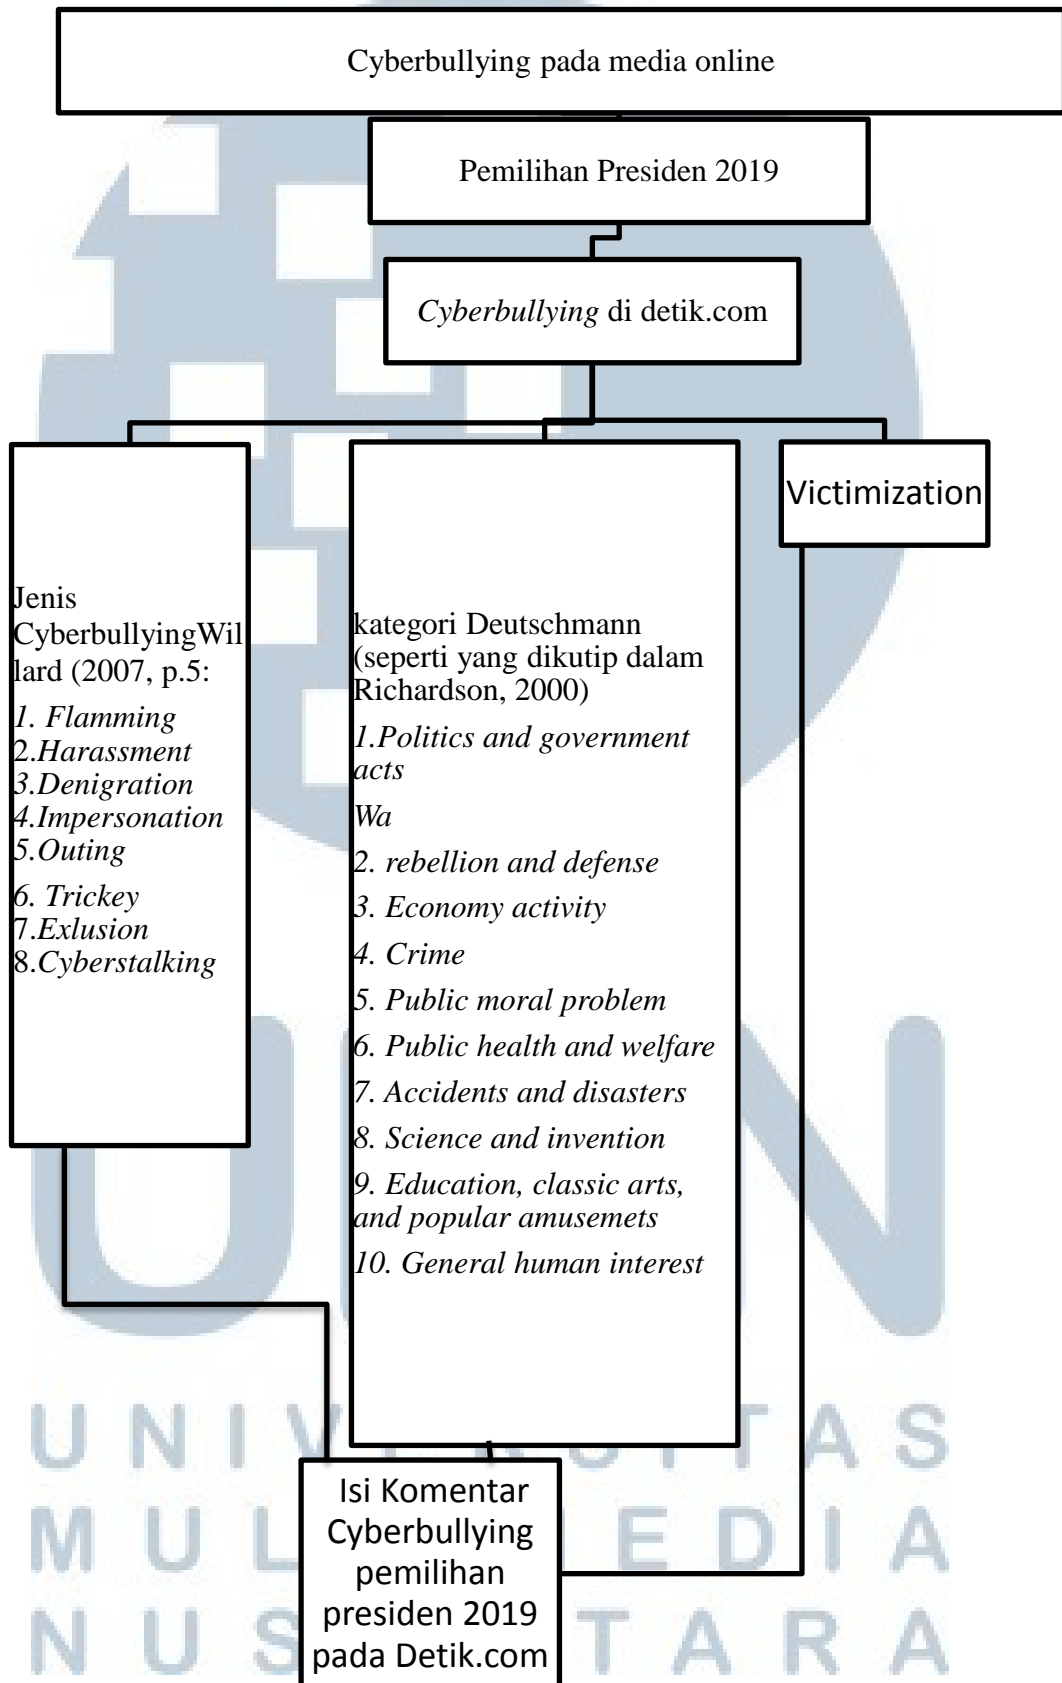 Cyberbullying pada media online
Pemilihan Presiden 2019
Cyberbullying di detik.com
Jenis
CyberbullyingWil
lard (2007, p.5:
1. Flamming
2.Harassment
3.Denigration
4.Impersonation
5.Outing
6. Trickey
7.Exlusion
8.Cyberstalking
kategori Deutschmann
(seperti yang dikutip dalam
Richardson, 2000)
1.Politics and government
acts
Wa
2. rebellion and defense
3. Economy activity
4. Crime
5. Public moral problem
6. Public health and welfare
7. Accidents and disasters
8. Science and invention
9. Education, classic arts,
and popular amusemets
10. General human interest
Victimization
Isi Komentar
Cyberbullying
pemilihan
presiden 2019
pada Detik.com